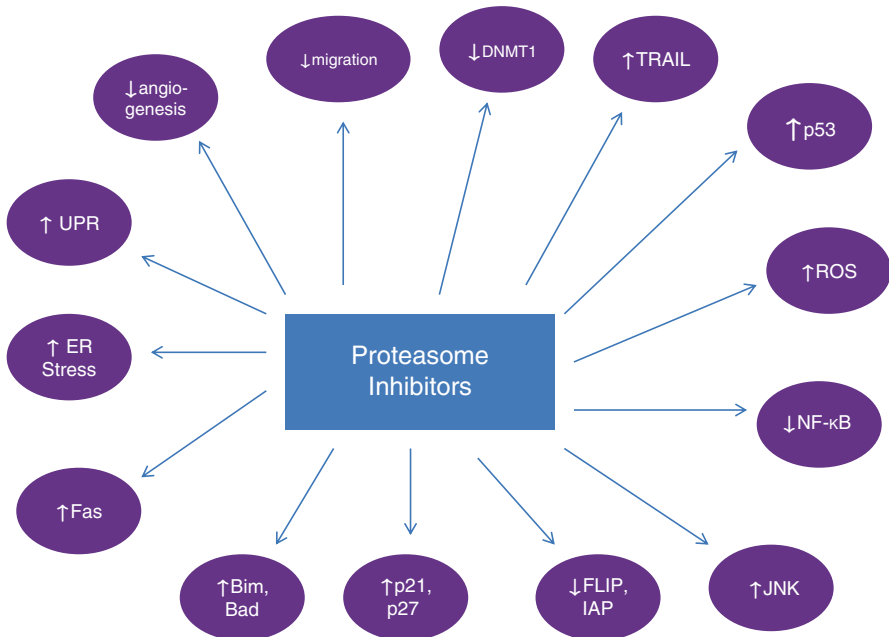 ↓angio-
genesis
↓migration
↓DNMT1
↑TRAIL
↑p53
↑ROS
↓NF-κB
↑JNK
↓FLIP,
IAP
↑p21,
p27
↑Bim,
Bad
↑Fas
↑ ER
Stress
↑ UPR
Proteasome
Inhibitors